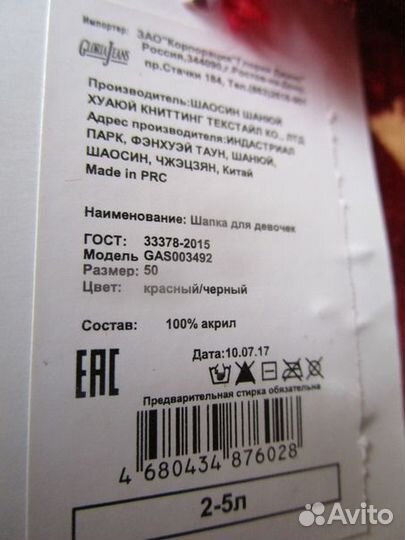 Импортер: ЗАО "Корпорация "Глория Джинс"
GLORIA JEANS
Россия, 344090, г.Ростов-на-Дону
пр.Стачки 184, Тел.
Производитель:ШАОСИН ШАНЮЙ
ХУАЮЙ КНИТТИНГ ТЕКСТАЙЛ КО., ЛТД
Адрес производителя:ИНДАСТРИАЛ
ПАРК, ФЭНХУЭЙ ТАУН, ШАНЮЙ,
ШАОСИН, ЧЖЭЦЗЯН, Китай
Made in PRC
Наименование: Шапка для девочек
ГОСТ: 33378-2015
Модель GAS003492
Размер: 50
Цвет: красный/черный
Состав: 100% акрил
Дата:10.07.17
EAC
Предварительная стирка обязательна
4 680434 876028
2-5л
Avito